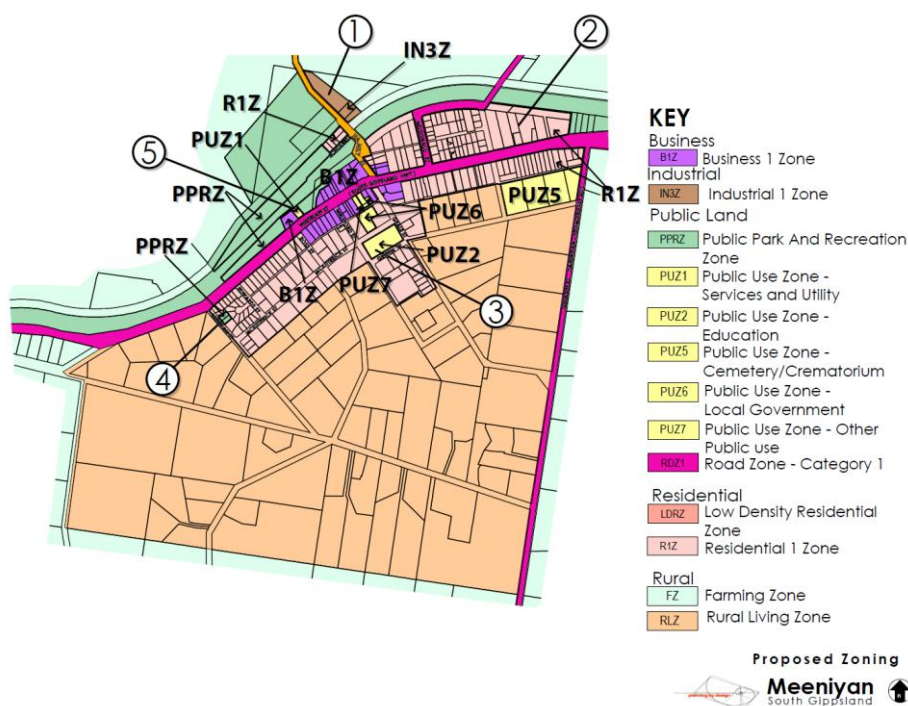 1
2
IN3Z
R1Z
PUZ1
5
PPRZ
B1Z
PUZ5
R1Z
PUZ6
PPRZ
B1Z
PUZ7
PUZ2
3
4
KEY
Business
B1Z Business 1 Zone
Industrial
IN3Z Industrial 1 Zone
Public Land
PPRZ Public Park And Recreation
Zone
PUZ1 Public Use Zone -
Services and Utility
PUZ2 Public Use Zone -
Education
PUZ5 Public Use Zone -
Cemetery/Crematorium
PUZ6 Public Use Zone -
Local Government
PUZ7 Public Use Zone - Other
Public use
RDZ1 Road Zone - Category 1
Residential
LDRZ Low Density Residential
Zone
R1Z Residential 1 Zone
Rural
FZ Farming Zone
RLZ Rural Living Zone
Proposed Zoning
Meeniyan
South Gippsland